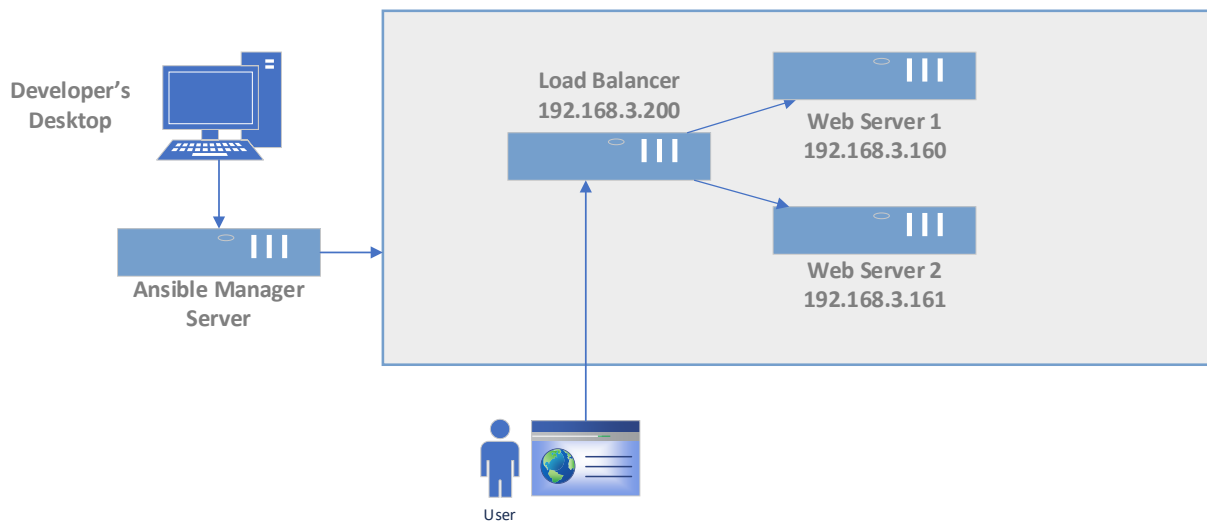 Developer’s
Desktop
Ansible Manager
Server
Load Balancer
192.168.3.200
Web Server 1
192.168.3.160
Web Server 2
192.168.3.161
User